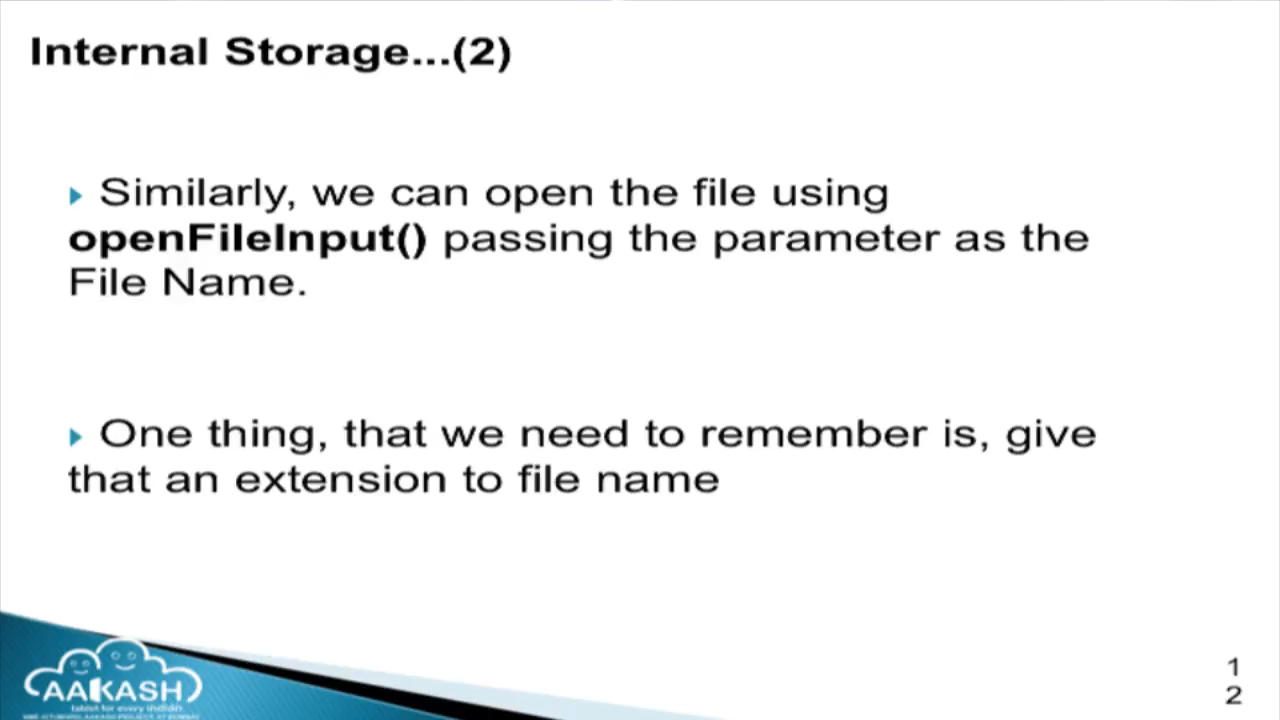 Internal Storage...(2)
Similarly, we can open the file using
openFileInput() passing the parameter as the
File Name.
One thing, that we need to remember is, give
that an extension to file name
AAKASH
1
2